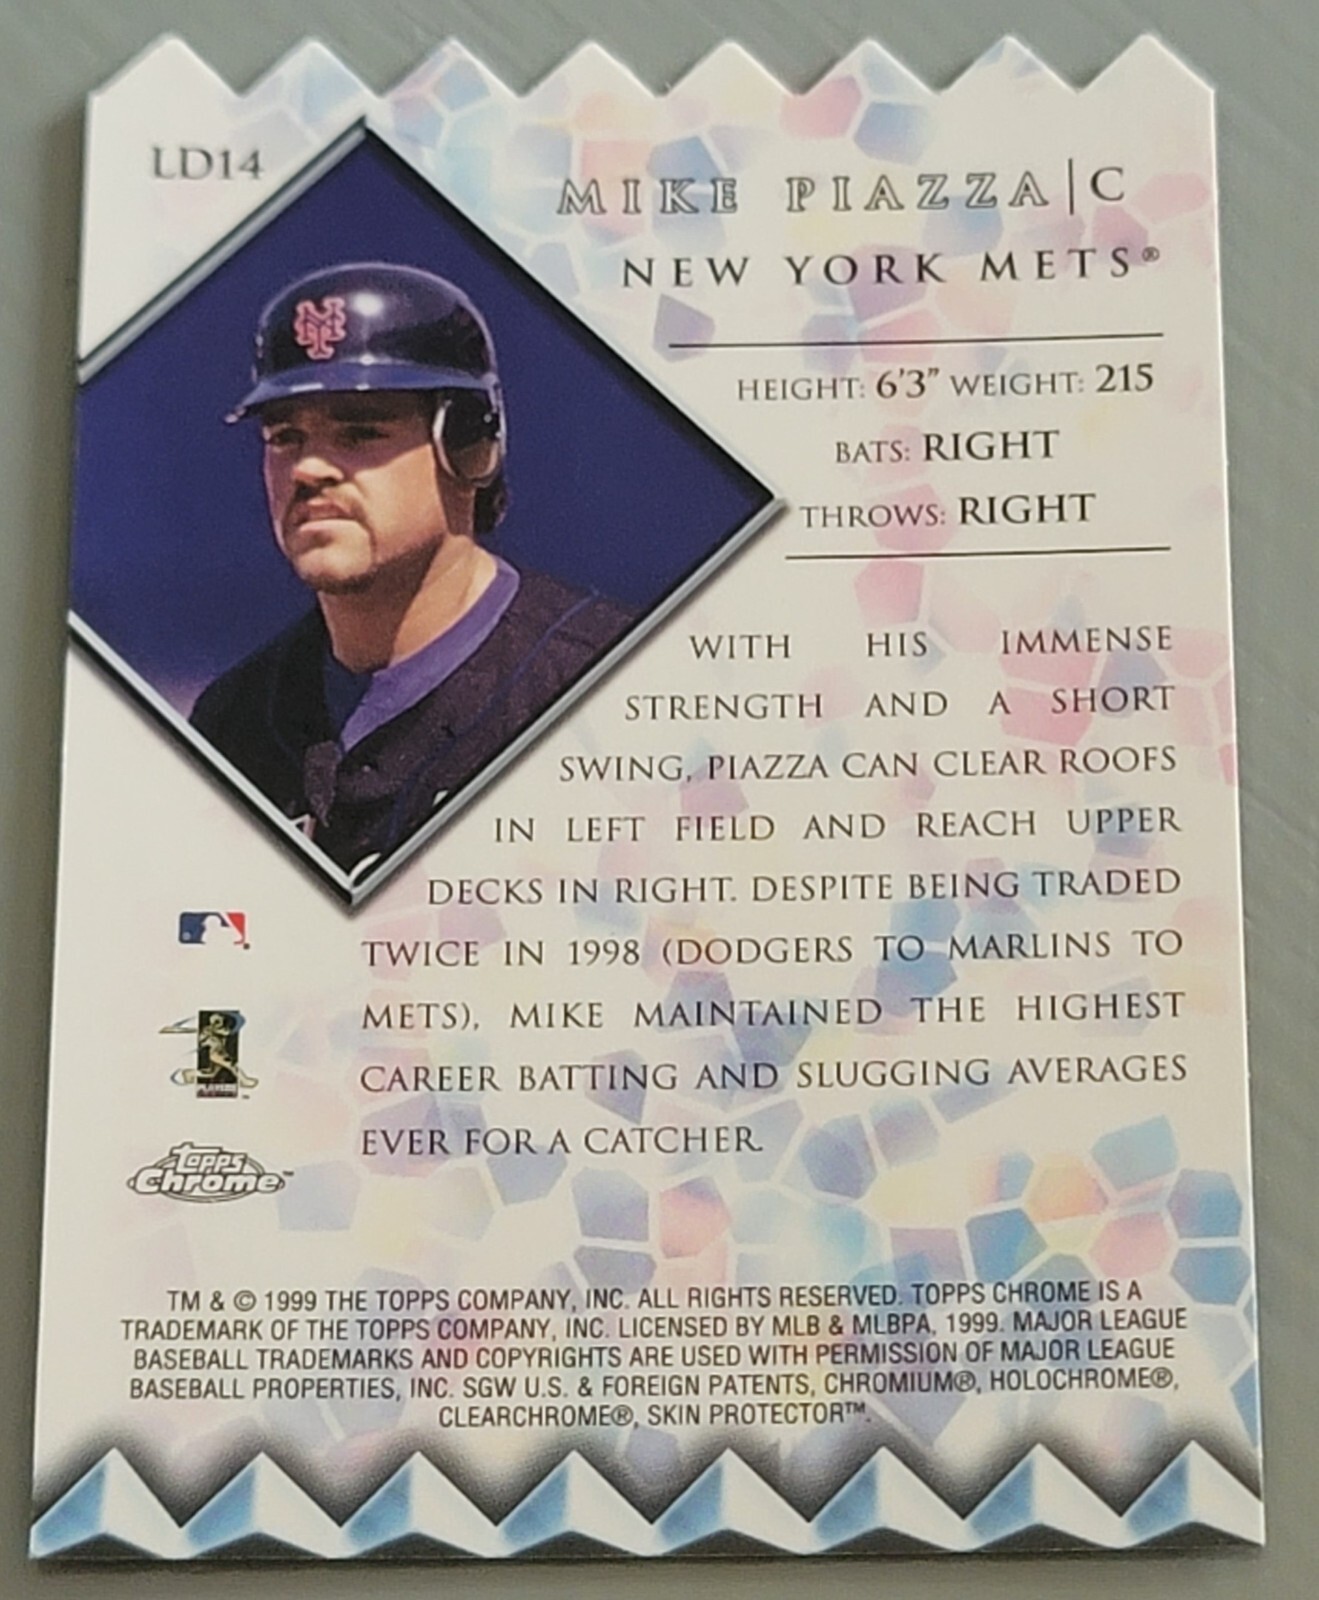 LD14
MIKE PIAZZA|C
NEW YORK METS®
HEIGHT: 6'3" WEIGHT: 215
BATS: RIGHT
THROWS: RIGHT
WITH HIS IMMENSE
STRENGTH AND A SHORT
SWING, PIAZZA CAN CLEAR ROOFS
IN LEFT FIELD AND REACH UPPER
DECKS IN RIGHT. DESPITE BEING TRADED
TWICE IN 1998 (DODGERS TO MARLINS TO
METS), MIKE MAINTAINED THE HIGHEST
CAREER BATTING AND SLUGGING AVERAGES
EVER FOR A CATCHER.
NY
PLAYERS
Topps
Chrome™
TM & © 1999 THE TOPPS COMPANY, INC. ALL RIGHTS RESERVED. TOPPS CHROME IS A
TRADEMARK OF THE TOPPS COMPANY, INC. LICENSED BY MLB & MLBPA, 1999. MAJOR LEAGUE
BASEBALL TRADEMARKS AND COPYRIGHTS ARE USED WITH PERMISSION OF MAJOR LEAGUE
BASEBALL PROPERTIES, INC. SGW U.S. & FOREIGN PATENTS, CHROMIUM®, HOLOCHROME®,
CLEARCHROME®, SKIN PROTECTOR™.